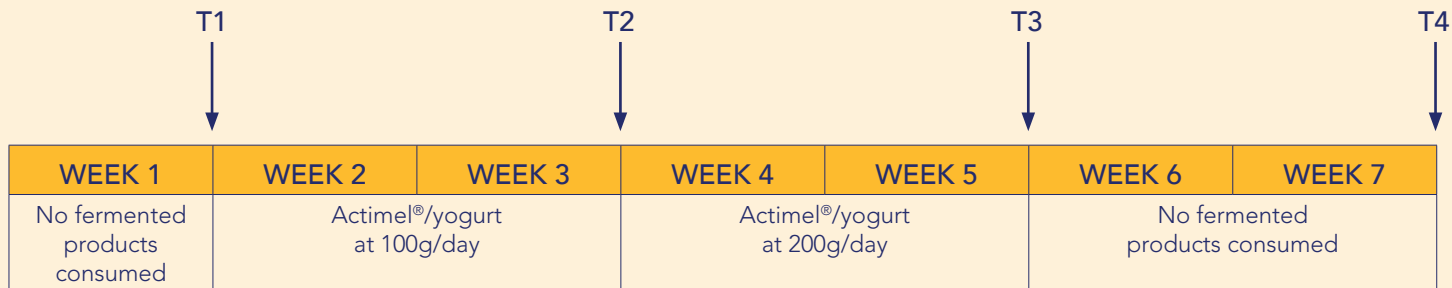 T1 T2 T3 T4
WEEK 1 WEEK 2 WEEK 3 WEEK 4 WEEK 5 WEEK 6 WEEK 7
No fermented
products
consumed
Actimel®/yogurt
at 100g/day
Actimel®/yogurt
at 200g/day
No fermented
products consumed